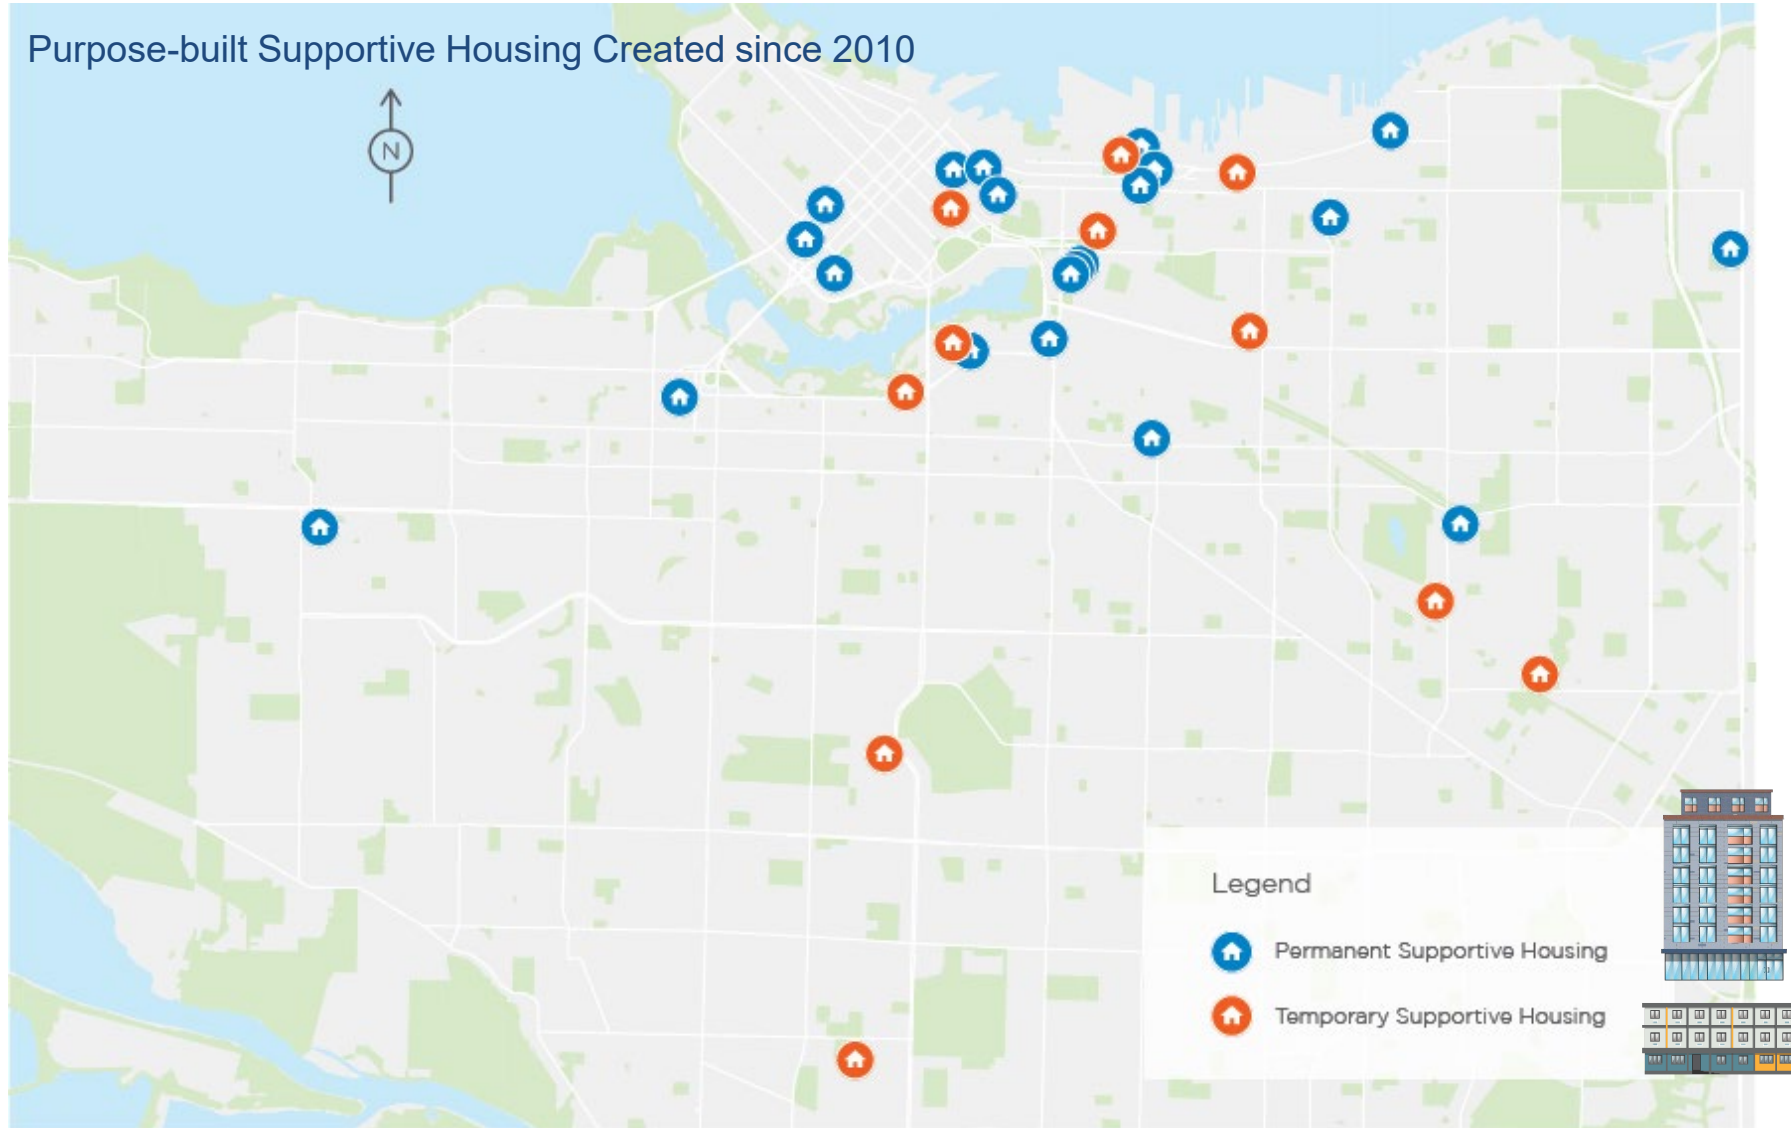 Purpose-built Supportive Housing Created since 2010
N
Legend
Permanent Supportive Housing
Temporary Supportive Housing